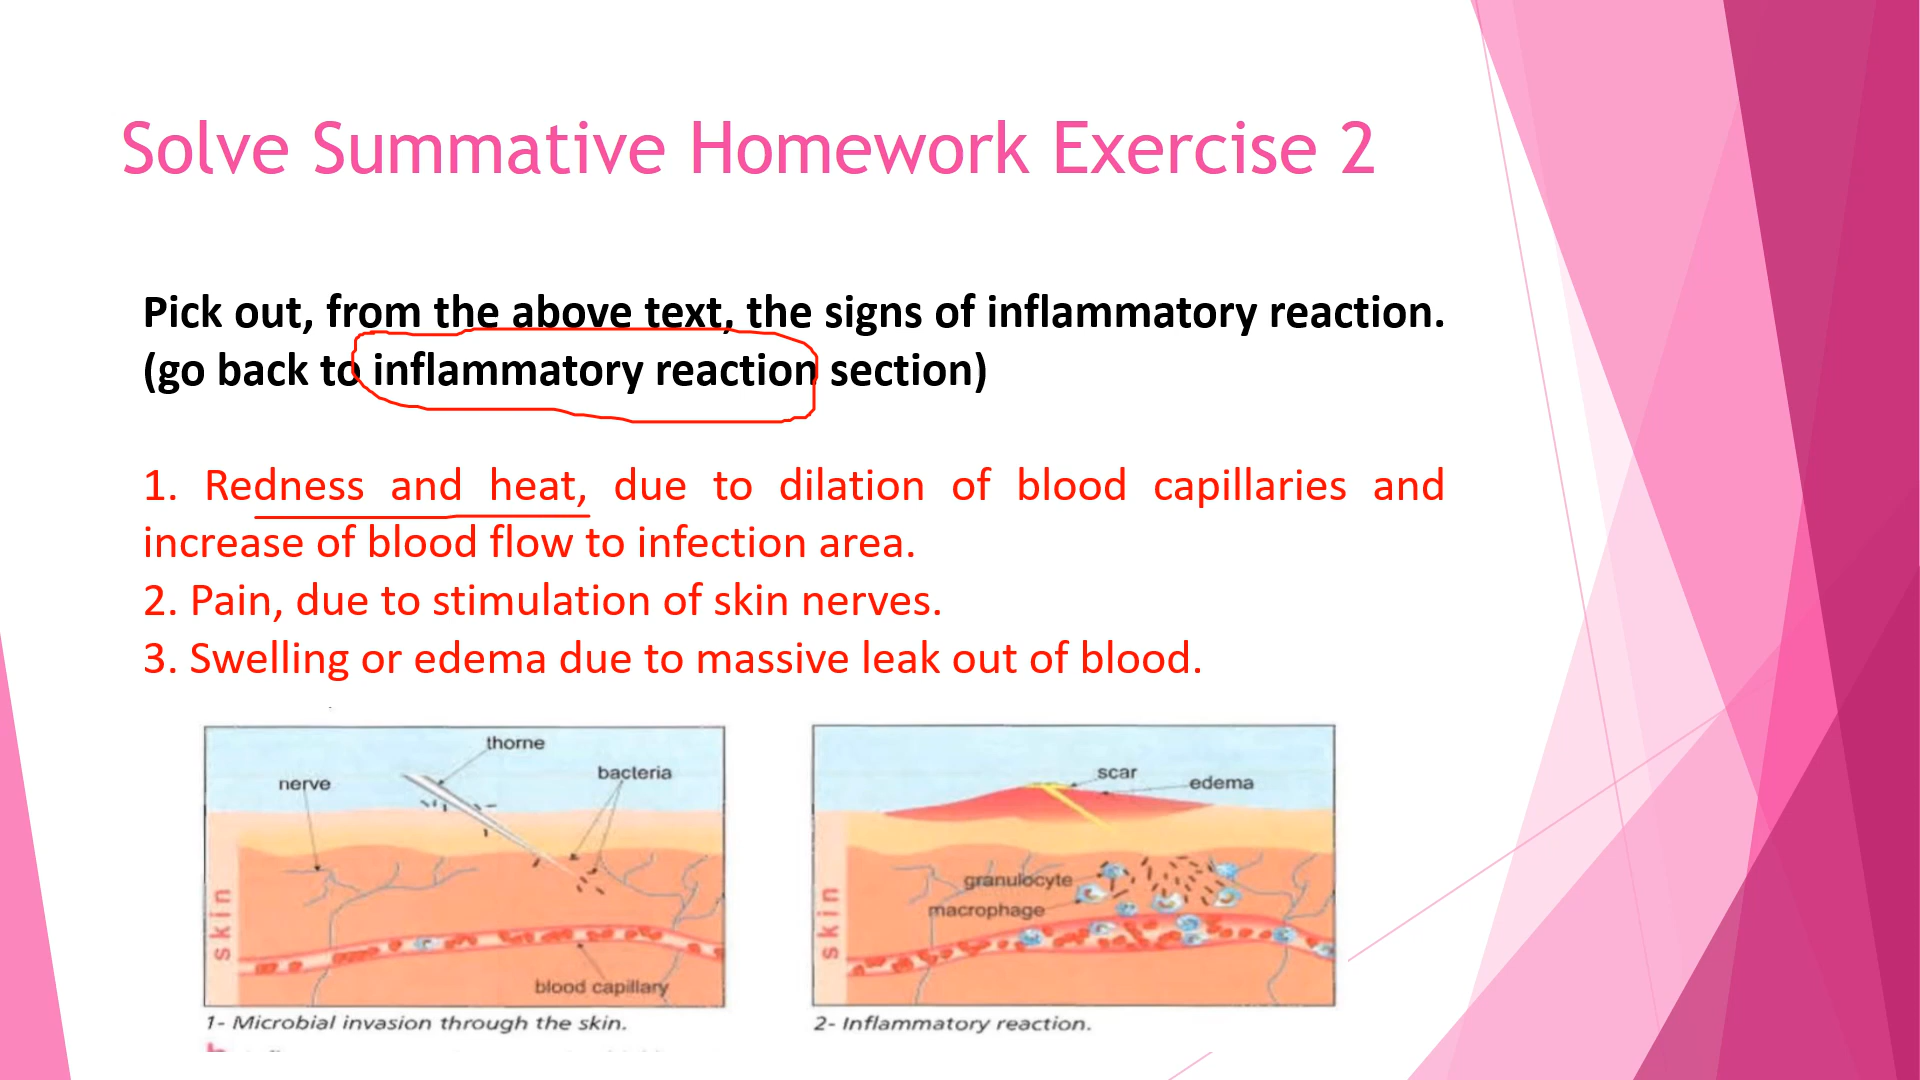 Solve Summative Homework Exercise 2
Pick out, from the above text, the signs of inflammatory reaction.
(go back to inflammatory reaction section)
1. Redness and heat, due to dilation of blood capillaries and
increase of blood flow to infection area.
2. Pain, due to stimulation of skin nerves.
3. Swelling or edema due to massive leak out of blood.
thorne
bacteria
nerve
skin
blood capillary
1- Microbial invasion through the skin.
scar
edema
granulocyte
macrophage
skin
2- Inflammatory reaction.